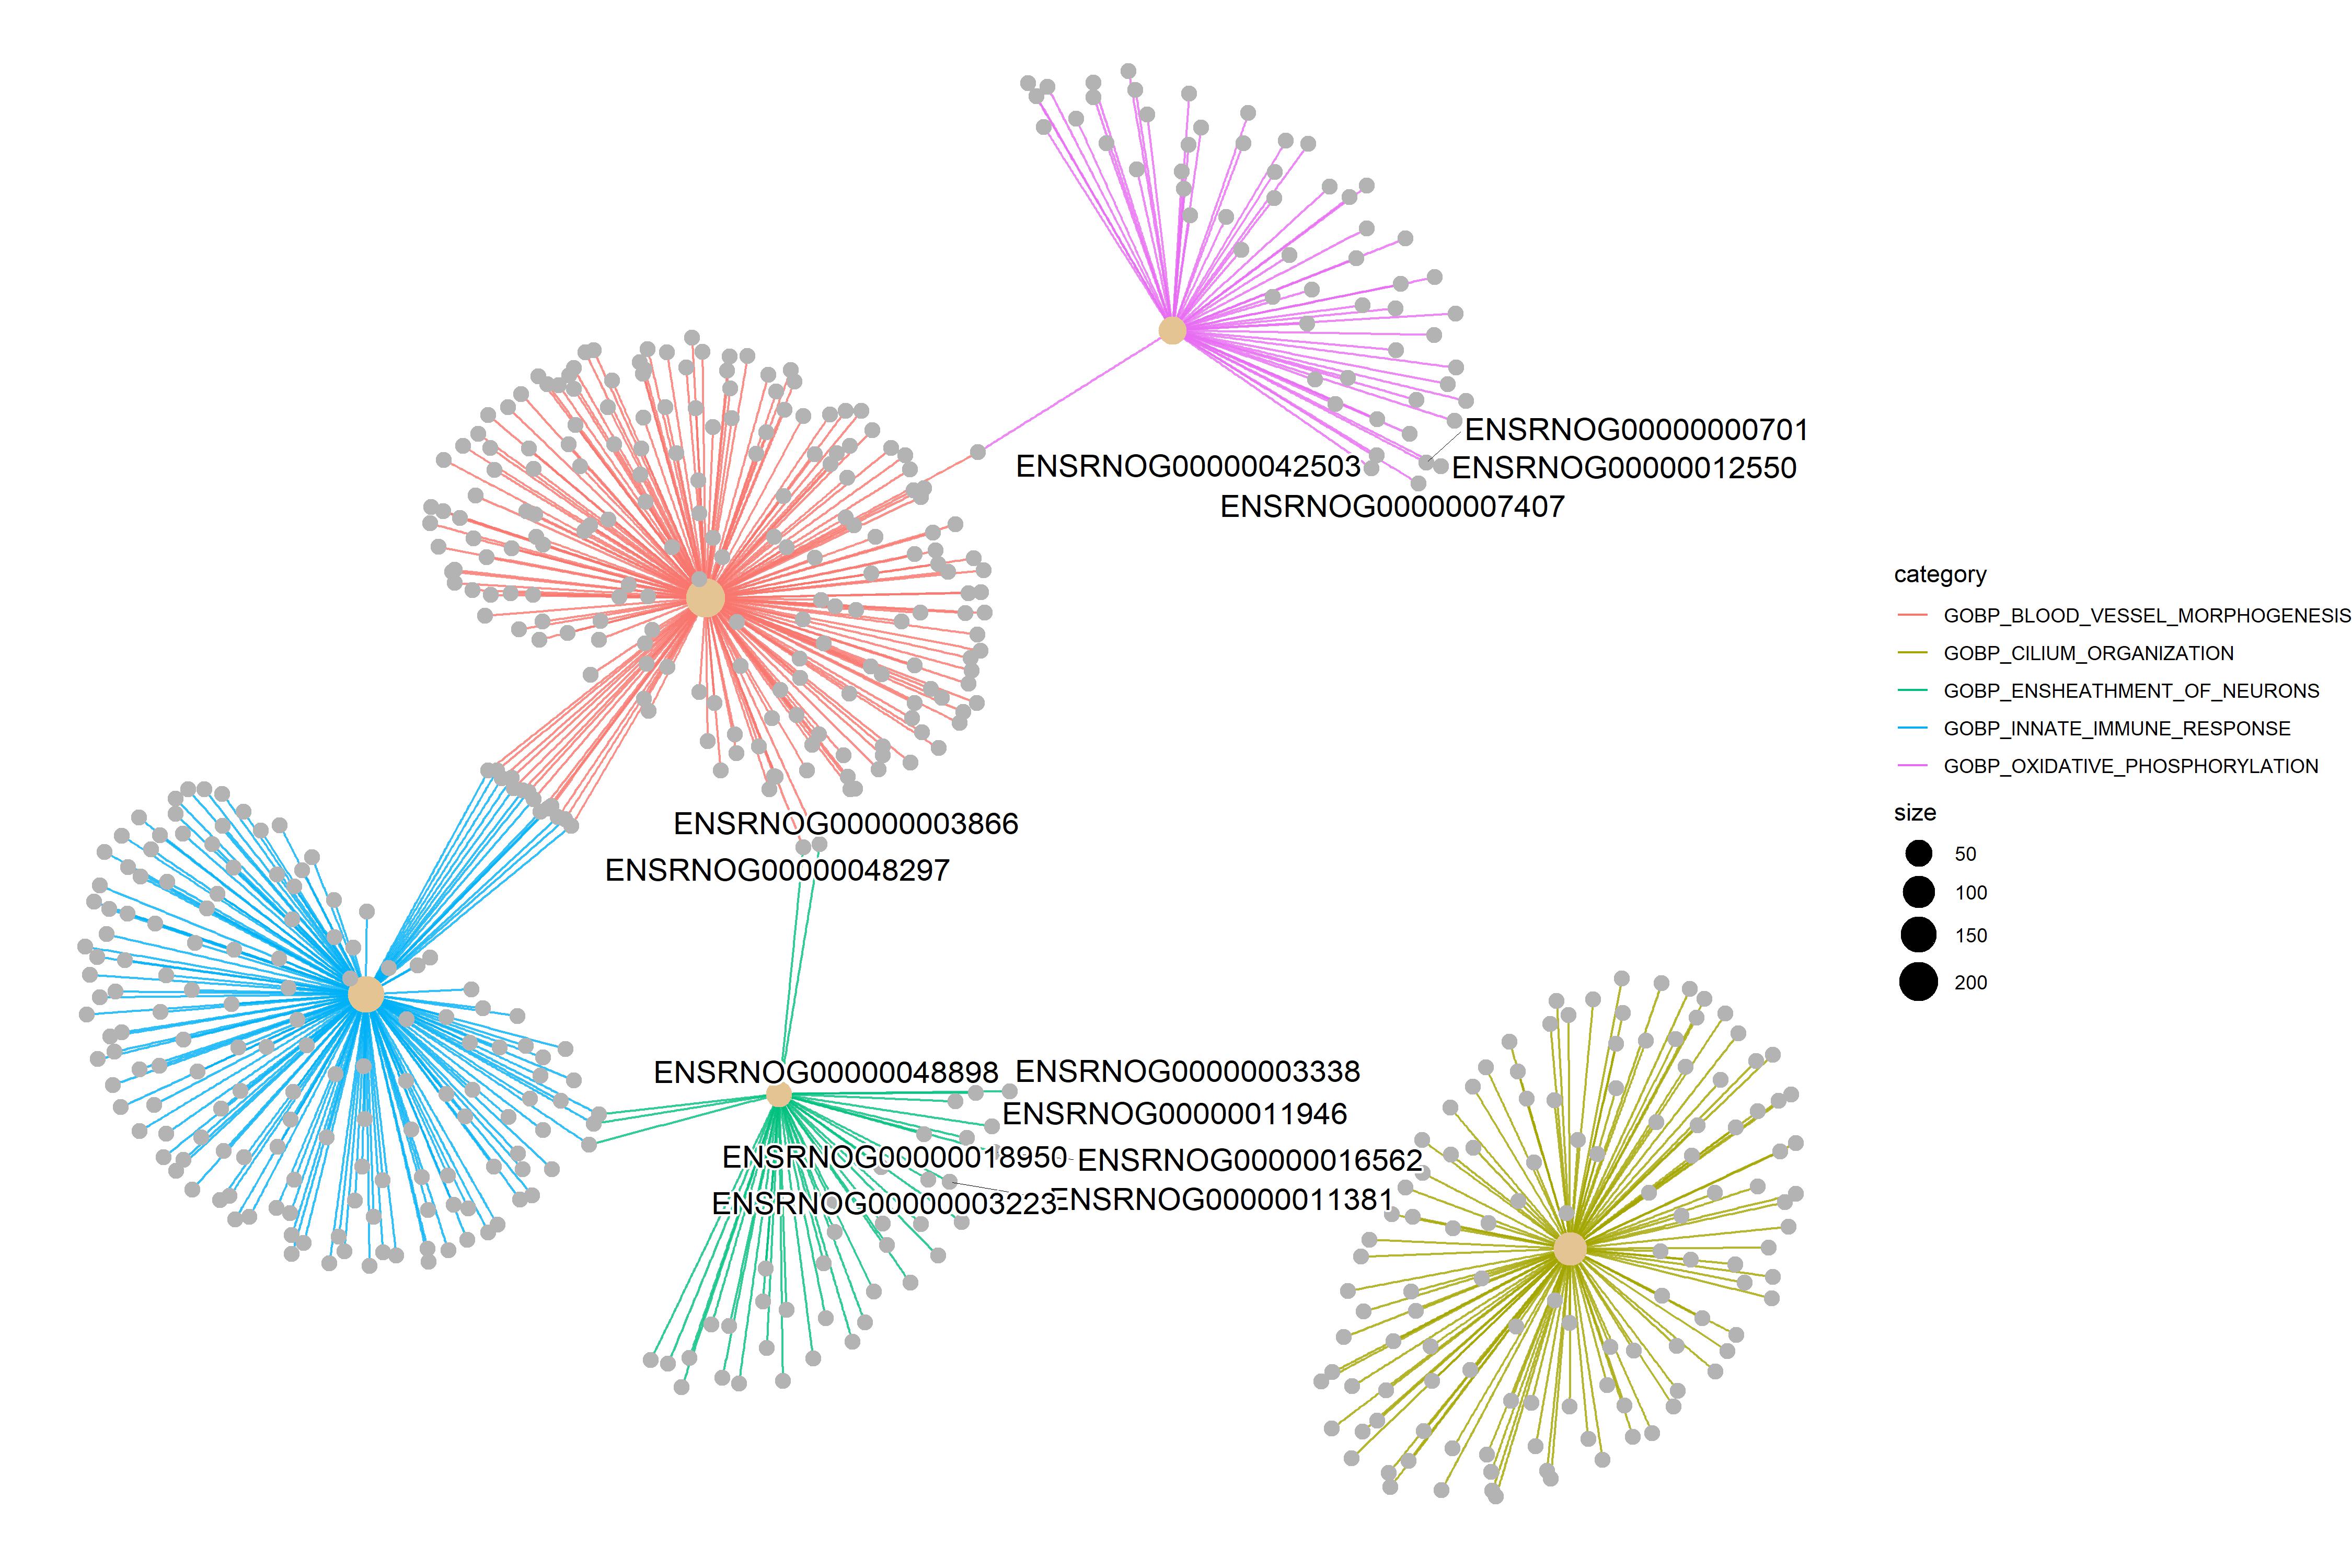 ENSRNOG00000000701
ENSRNOG00000042503
ENSRNOG00000012550
ENSRNOG00000007407
category
GOBP_BLOOD_VESSEL_MORPHOGENESIS
GOBP_CILIUM_ORGANIZATION
GOBP_ENSHEATHMENT_OF_NEURONS
GOBP_INNATE_IMMUNE_RESPONSE
GOBP_OXIDATIVE_PHOSPHORYLATION
size
50
100
150
200
ENSRNOG00000003866
ENSRNOG00000048297
ENSRNOG00000048898
ENSRNOG00000003338
ENSRNOG00000011946
ENSRNOG00000018950
ENSRNOG00000016562
ENSRNOG00000003223
ENSRNOG00000011381